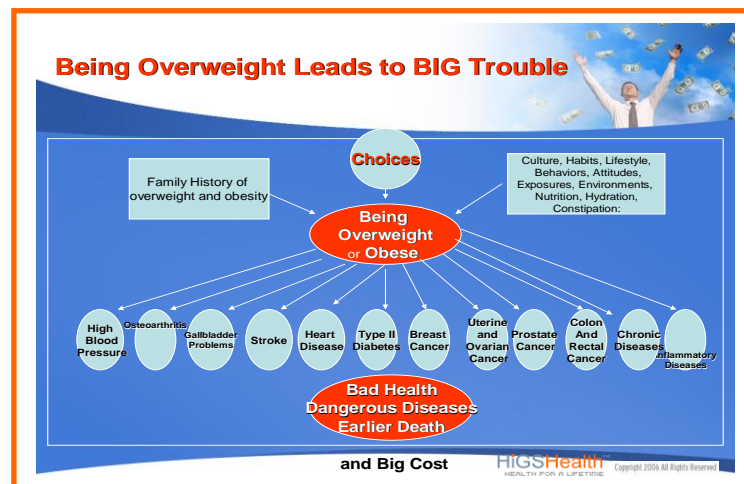 Being Overweight Leads to BIG Trouble
Choices
Family History of
overweight and obesity
Culture, Habits, Lifestyle,
Behaviors, Attitudes,
Exposures, Environments,
Nutrition, Hydration,
Constipation:
Being
Overweight
or Obese
High
Blood
Pressure
Osteoarthritis
Gallbladder
Problems
Stroke
Heart
Disease
Type II
Diabetes
Breast
Cancer
Uterine
and
Ovarian
Cancer
Prostate
Cancer
Colon
And
Rectal
Cancer
Chronic
Diseases
Inflammatory
Diseases
Bad Health
Dangerous Diseases
Earlier Death
and Big Cost
HiGSHealth™
HEALTH FOR A LIFETIME
Copyright 2006 All Rights Reserved